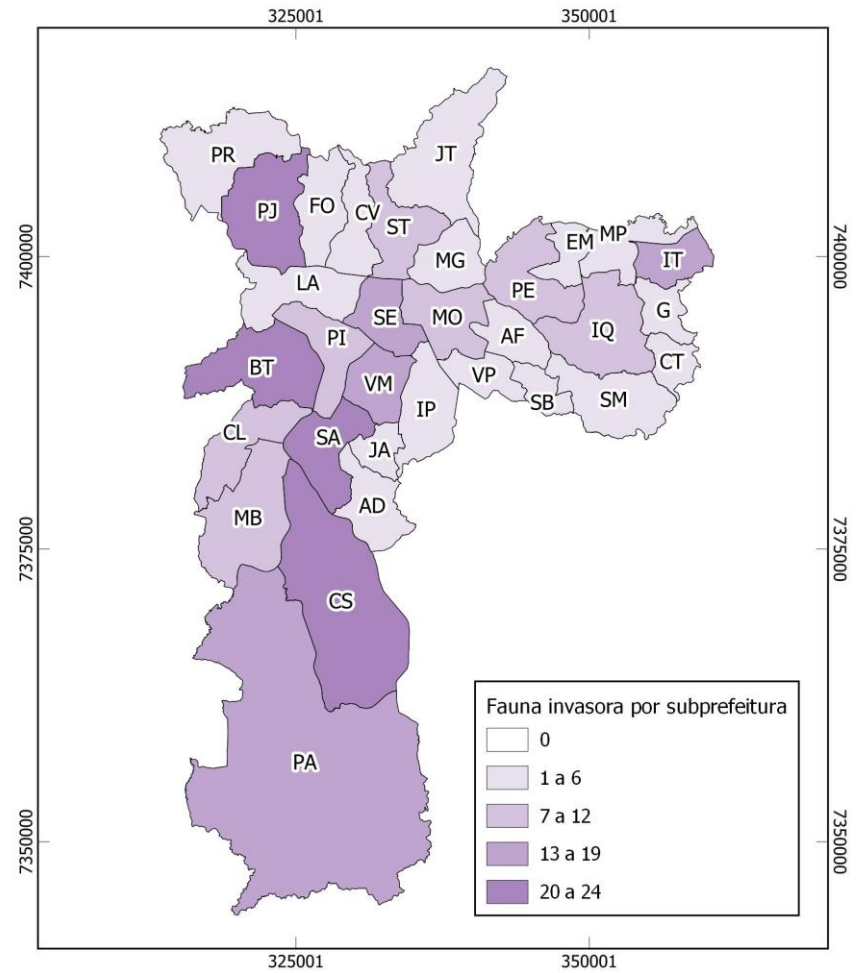 325001
350001
JT
PR
FO
PJ
CV
ST
MP
EM
7400000
7400000
MG
IT
LA
PE
G
SE
MO
IQ
PI
AF
CT
BT
VP
VM
SM
SB
IP
CL
SA
JA
AD
MB
7375000
7375000
CS
Fauna invasora por subprefeitura
0
PA
1 a 6
7 a 12
7350000
7350000
13 a 19
20 a 24
325001
350001